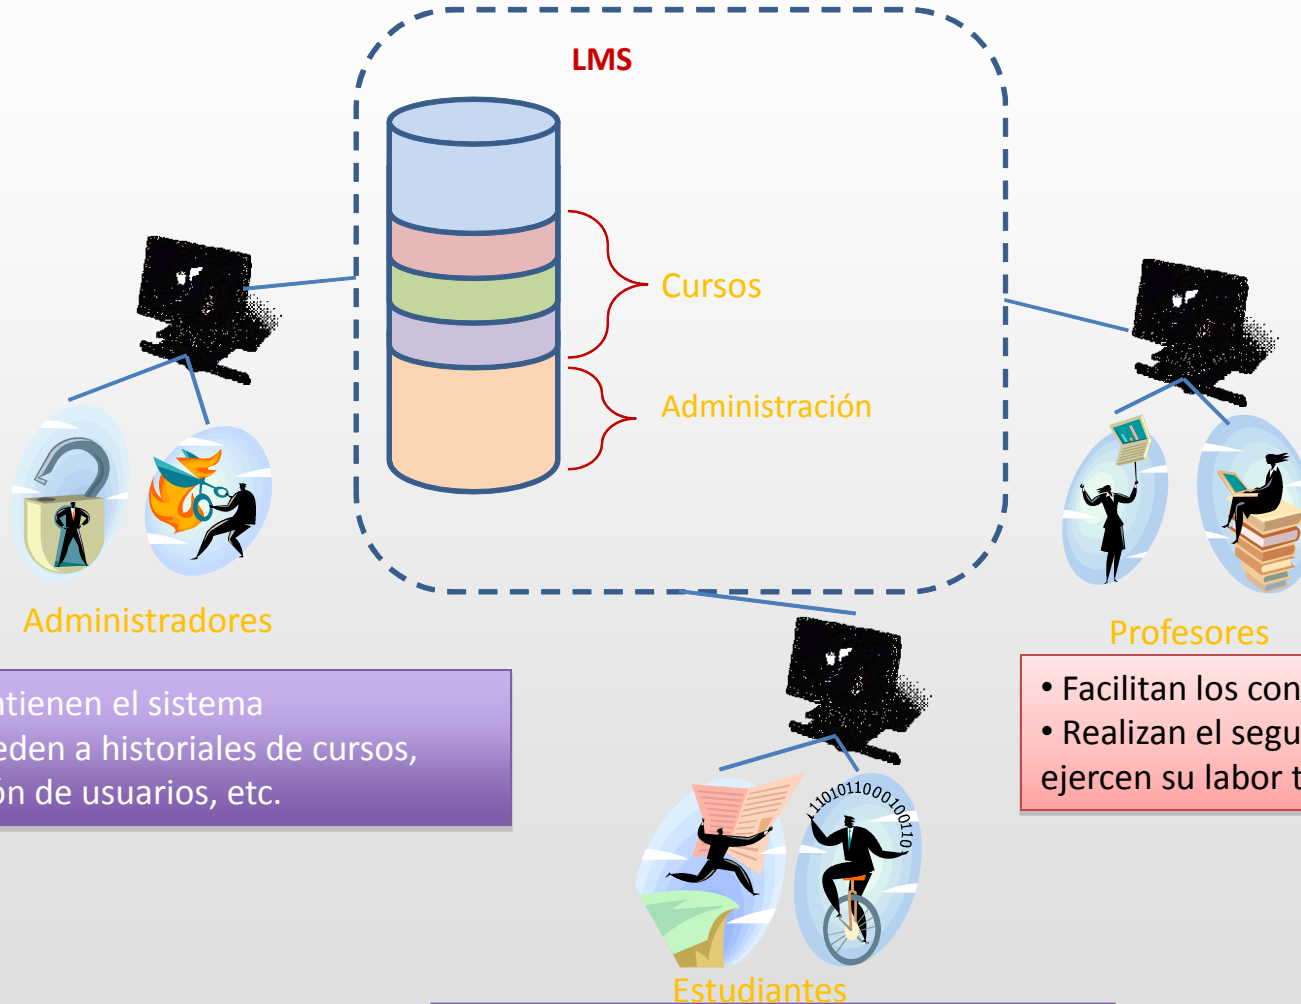 LMS
Cursos
Administración
Administradores
Profesores
ntienen el sistema
eden a historiales de cursos,
ón de usuarios, etc.
• Facilitan los con
• Realizan el segu
ejercen su labor t
1101011000100110
Estudiantes